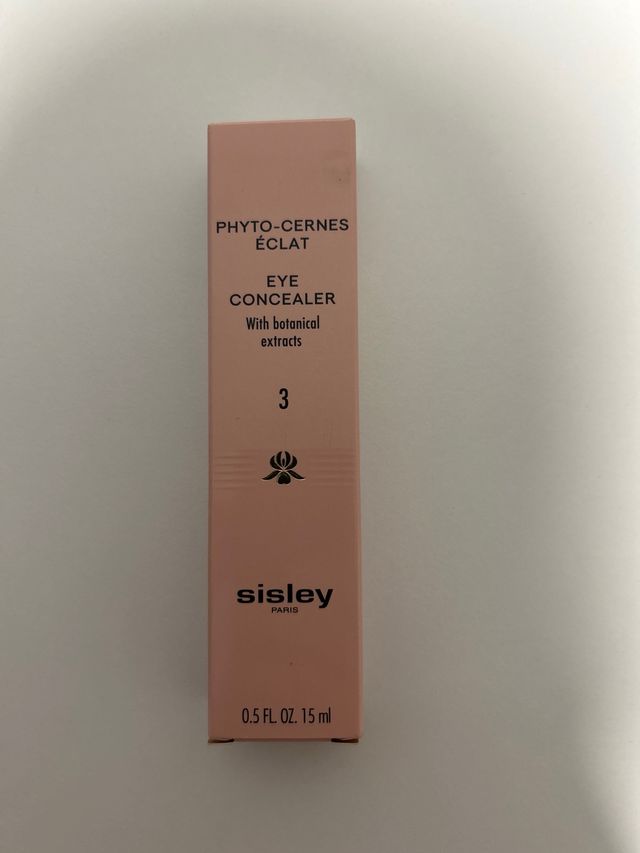 PHYTO-CERNES
ÉCLAT
EYE
CONCEALER
With botanical
extracts
3
sisley
PARIS
0.5 FL. OZ. 15 ml